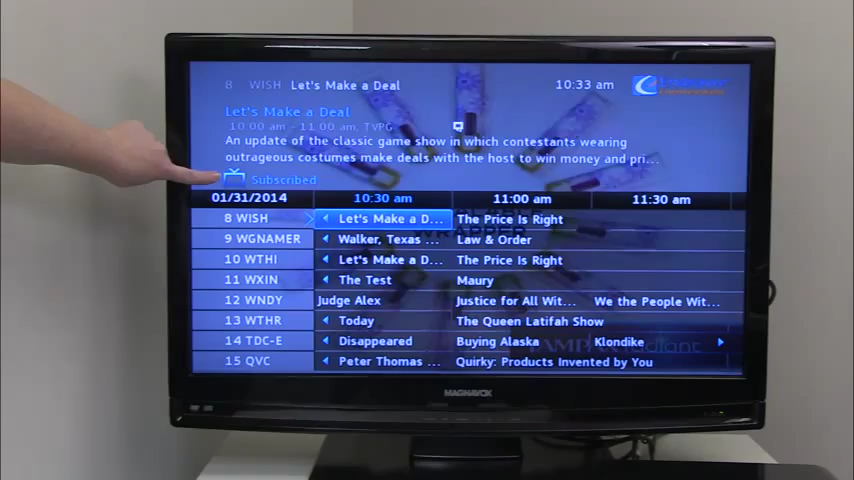 8 WISH Let's Make a Deal 10:33 am
Let's Make a Deal
10:00 am - 11:00 am, TVPG
An update of the classic game show in which contestants wearing
outrageous costumes make deals with the host to win money and pri...
Subscribed
01/31/2014 10:30 am 11:00 am 11:30 am
8 WISH Let's Make a D... The Price Is Right
9 WGNAMER Walker, Texas ... Law & Order
10 WTHI Let's Make a D... The Price Is Right
11 WXIN The Test Maury
12 WNDY Judge Alex Justice for All Wit... We the People Wit...
13 WTHR Today The Queen Latifah Show
14 TDC-E Disappeared Buying Alaska Klondike
15 QVC Peter Thomas ... Quirky: Products Invented by You
WRAPPER
TAMPAX radiant
MAGNAVOX